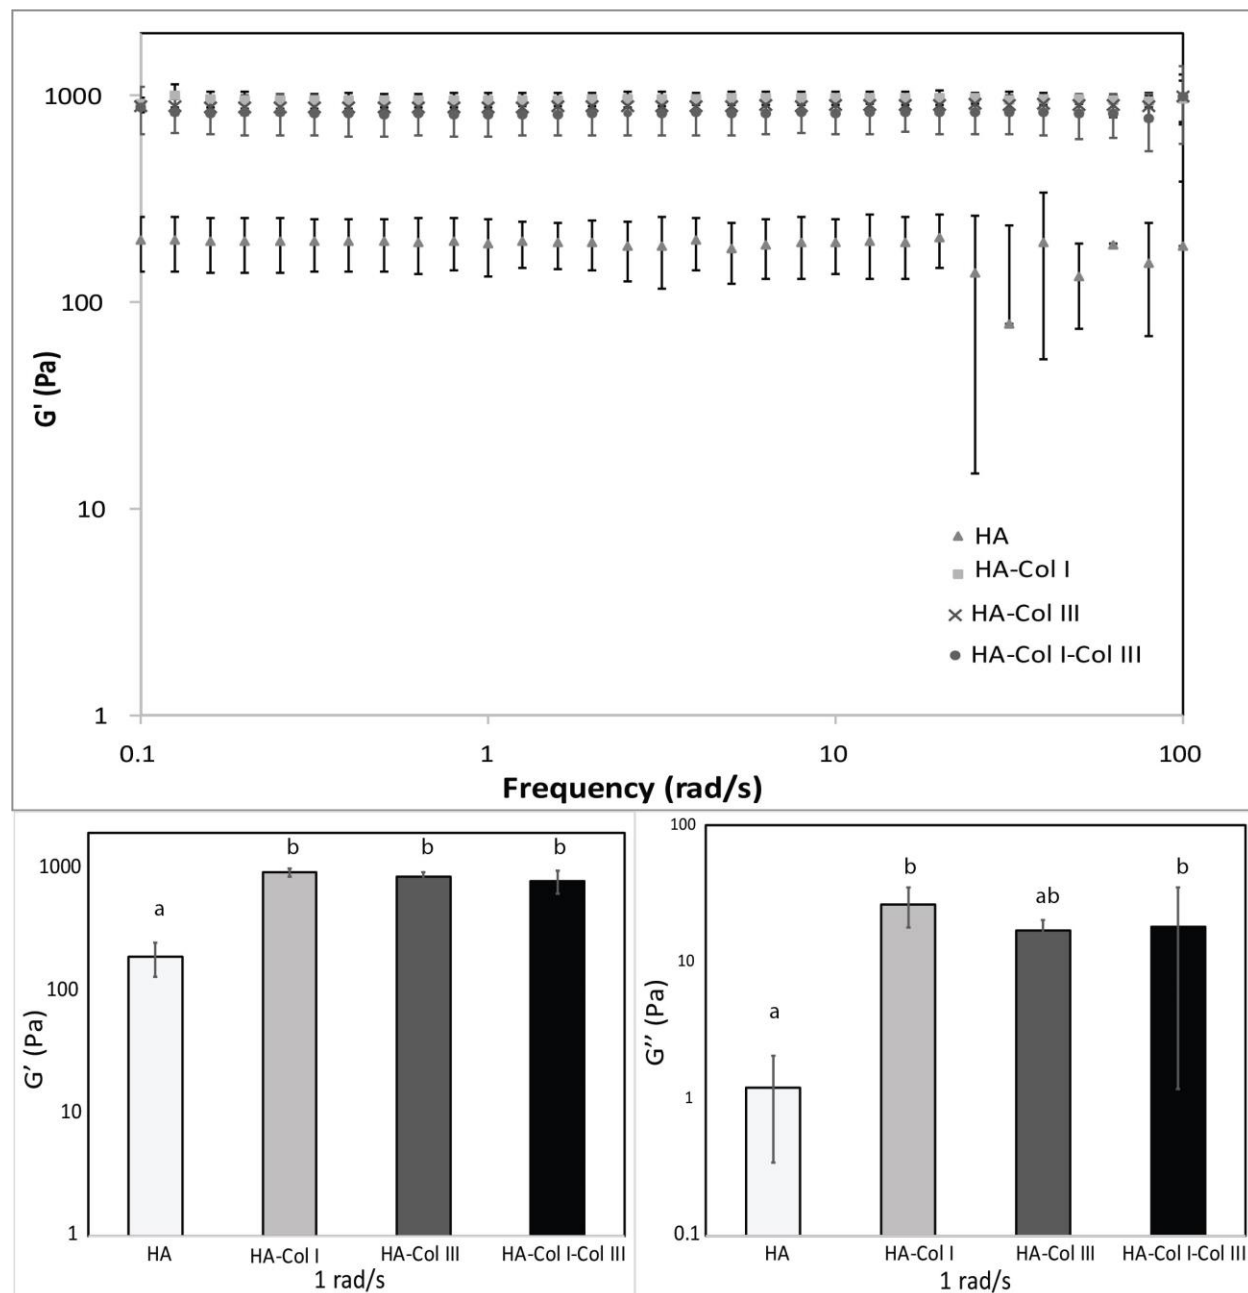 1000
100
10
1
G' (Pa)
HA
HA-Col I
HA-Col III
HA-Col I-Col III
0.1 1 10 100
Frequency (rad/s)
1000
100
10
1
G’ (Pa)
a b b b
HA HA-Col I HA-Col III HA-Col I-Col III
1 rad/s
100
10
1
0.1
G’’ (Pa)
a b ab b
HA HA-Col I HA-Col III HA-Col I-Col III
1 rad/s